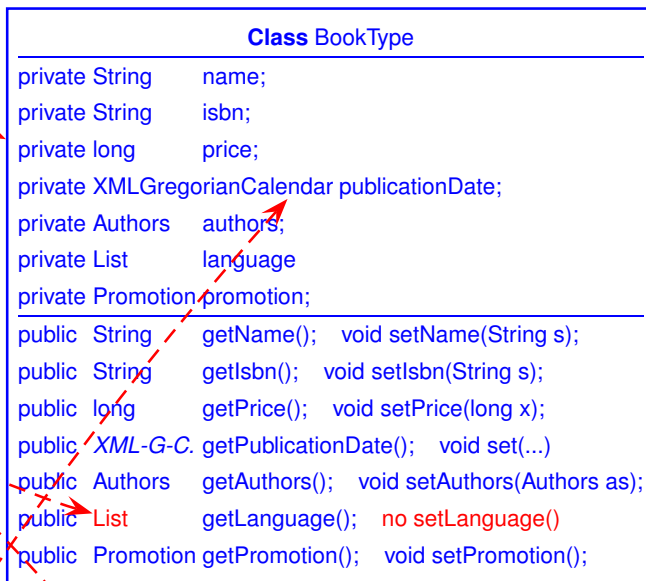 Class BookType
private String name;
private String isbn;
private long price;
private XMLGregorianCalendar publicationDate;
private Authors authors;
private List language
private Promotion promotion;
public String getName(); void setName(String s);
public String getIsbn(); void setIsbn(String s);
public long getPrice(); void setPrice(long x);
public XML-G-C. getPublicationDate(); void set(...)
public Authors getAuthors(); void setAuthors(Authors as);
public List getLanguage(); no setLanguage()
public Promotion getPromotion(); void setPromotion();